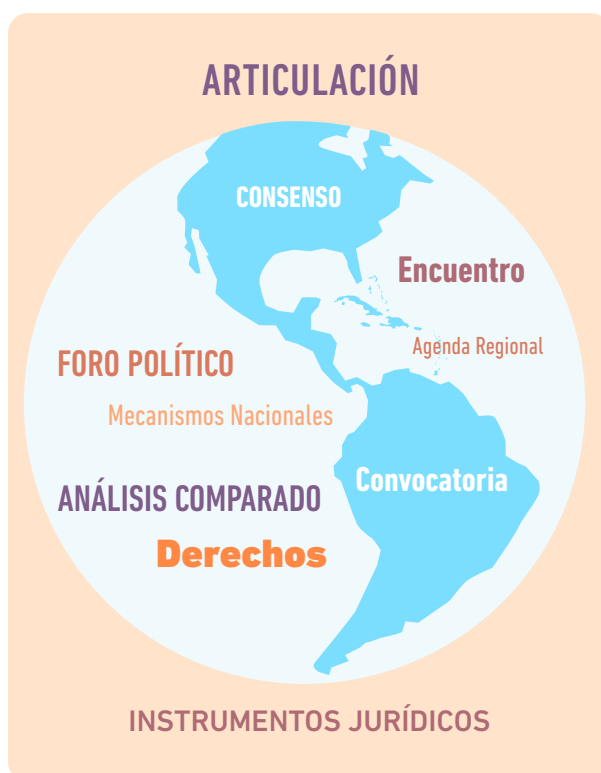 ARTICULACIÓN
CONSENSO
Encuentro
Agenda Regional
FORO POLÍTICO
Mecanismos Nacionales
Convocatoria
ANÁLISIS COMPARADO
Derechos
INSTRUMENTOS JURÍDICOS